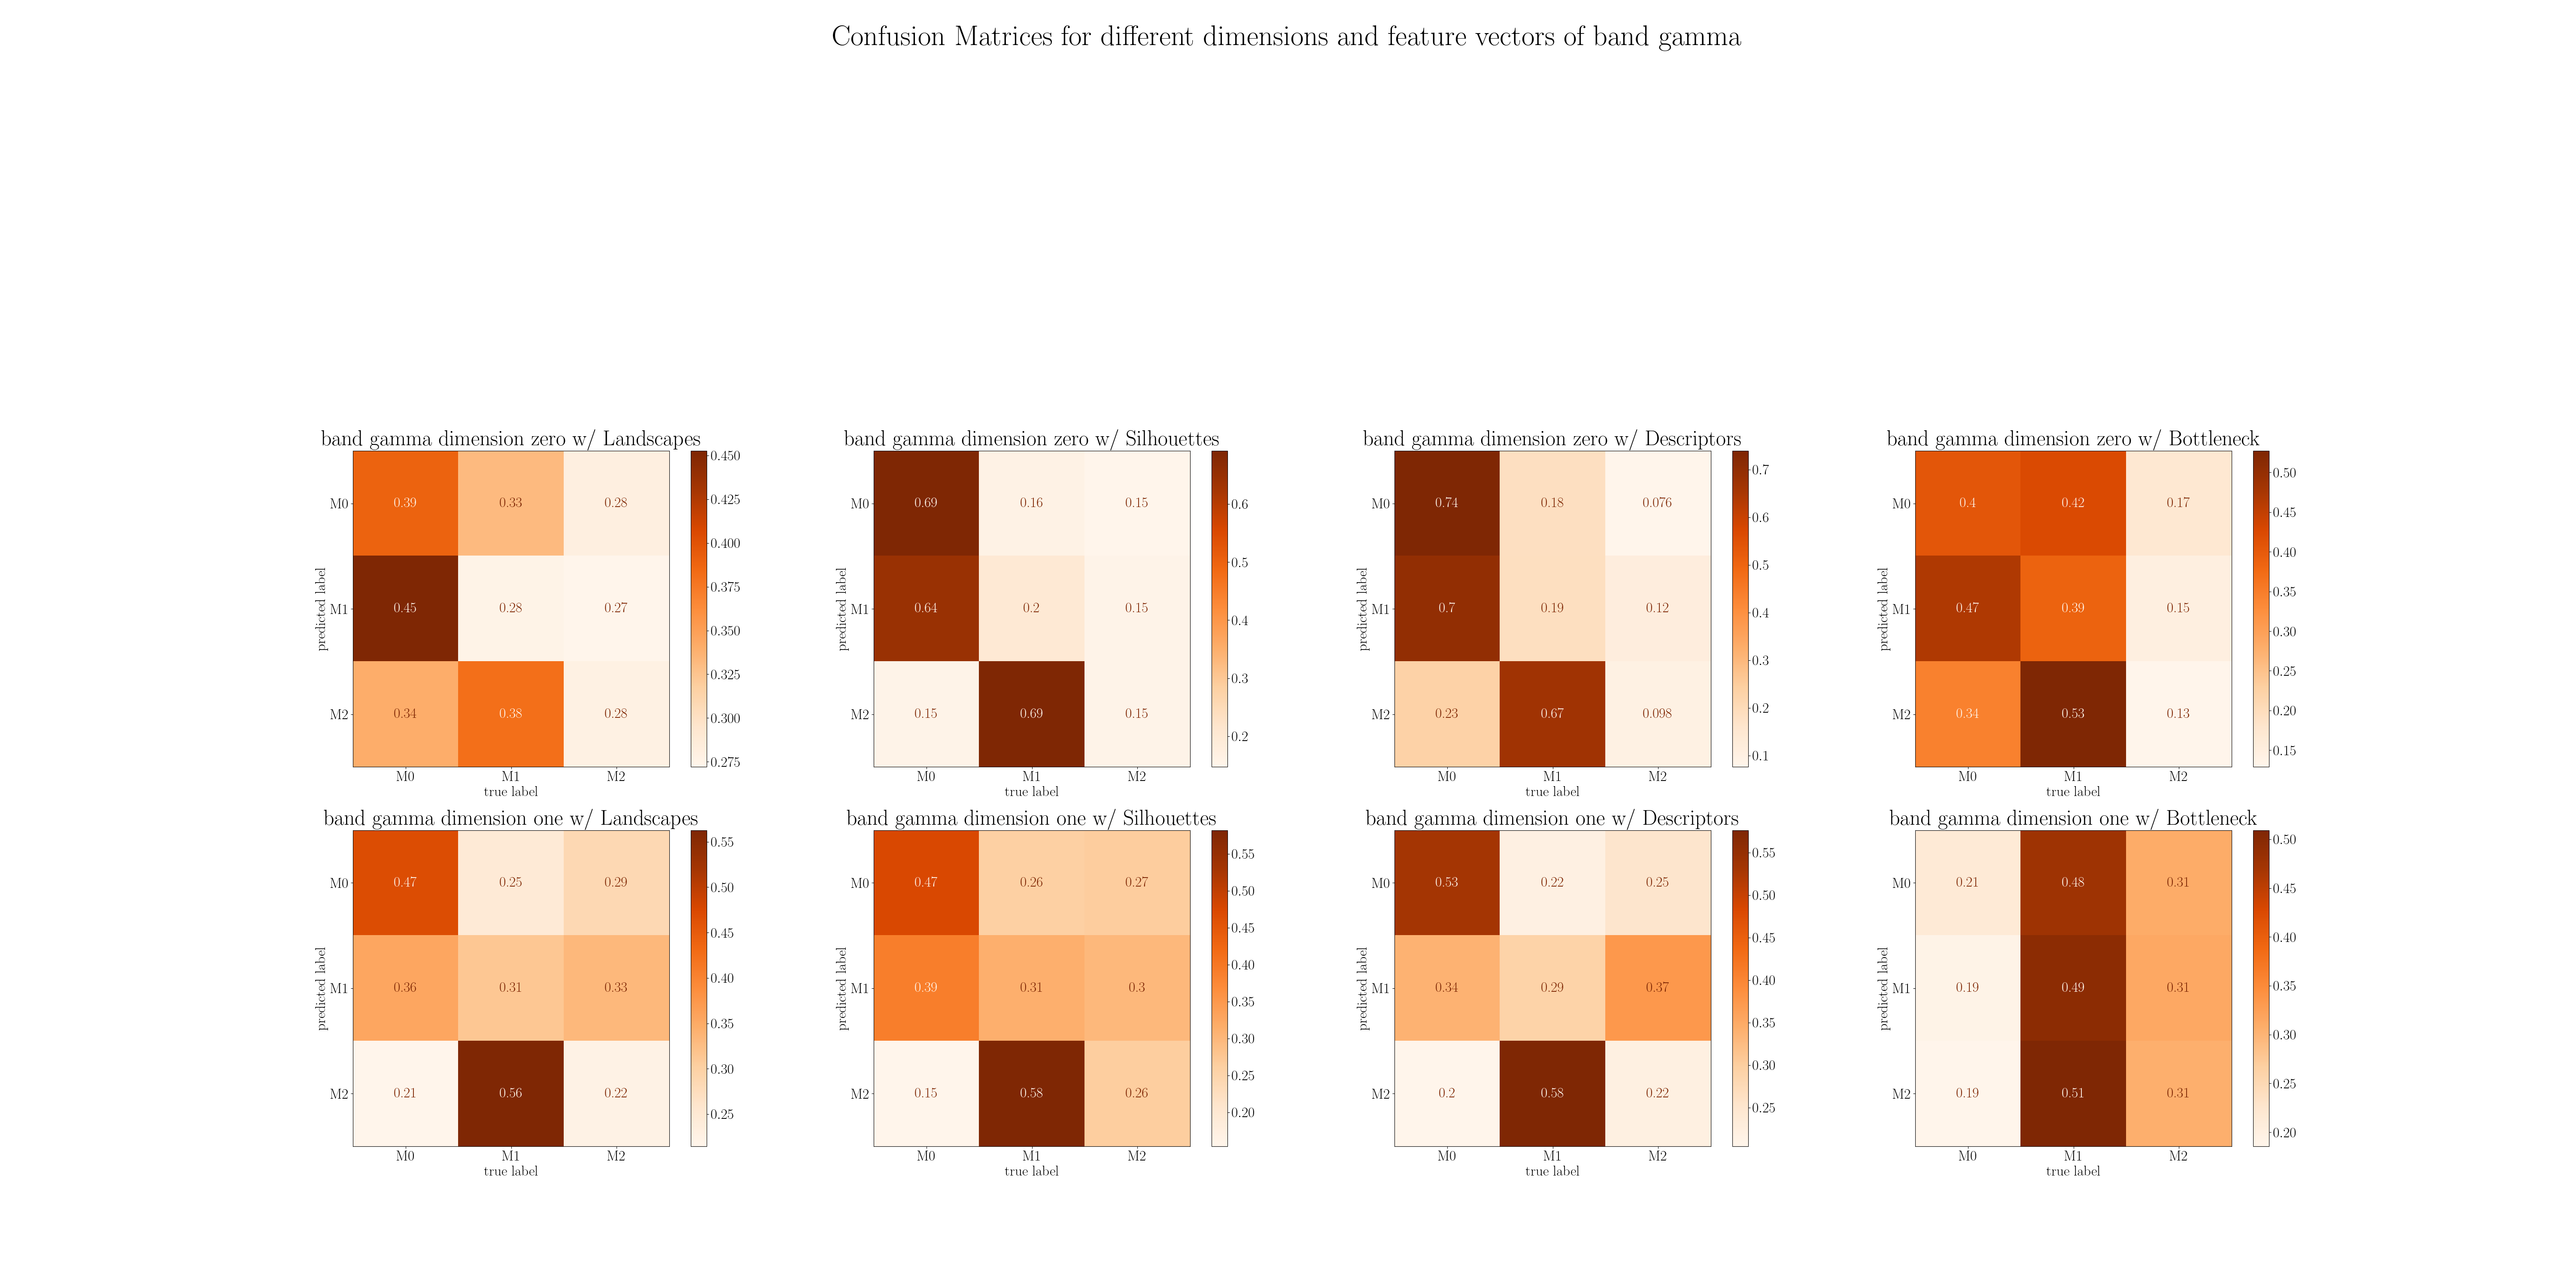 Confusion Matrices for different dimensions and feature vectors of band gamma
band gamma dimension zero w/ Landscapes
predicted label
M0 0.39 0.33 0.28
M1 0.45 0.28 0.27
M2 0.34 0.38 0.28
M0 M1 M2
true label
0.450
0.425
0.400
0.375
0.350
0.325
0.300
0.275
band gamma dimension zero w/ Silhouettes
predicted label
M0 0.69 0.16 0.15
M1 0.64 0.2 0.15
M2 0.15 0.69 0.15
M0 M1 M2
true label
0.6
0.5
0.4
0.3
0.2
band gamma dimension zero w/ Descriptors
predicted label
M0 0.74 0.18 0.076
M1 0.7 0.19 0.12
M2 0.23 0.67 0.098
M0 M1 M2
true label
0.7
0.6
0.5
0.4
0.3
0.2
0.1
band gamma dimension zero w/ Bottleneck
predicted label
M0 0.4 0.42 0.17
M1 0.47 0.39 0.15
M2 0.34 0.53 0.13
M0 M1 M2
true label
0.50
0.45
0.40
0.35
0.30
0.25
0.20
0.15
band gamma dimension one w/ Landscapes
predicted label
M0 0.47 0.25 0.29
M1 0.36 0.31 0.33
M2 0.21 0.56 0.22
M0 M1 M2
true label
0.55
0.50
0.45
0.40
0.35
0.30
0.25
band gamma dimension one w/ Silhouettes
predicted label
M0 0.47 0.26 0.27
M1 0.39 0.31 0.3
M2 0.15 0.58 0.26
M0 M1 M2
true label
0.55
0.50
0.45
0.40
0.35
0.30
0.25
0.20
band gamma dimension one w/ Descriptors
predicted label
M0 0.53 0.22 0.25
M1 0.34 0.29 0.37
M2 0.2 0.58 0.22
M0 M1 M2
true label
0.55
0.50
0.45
0.40
0.35
0.30
0.25
band gamma dimension one w/ Bottleneck
predicted label
M0 0.21 0.48 0.31
M1 0.19 0.49 0.31
M2 0.19 0.51 0.31
M0 M1 M2
true label
0.50
0.45
0.40
0.35
0.30
0.25
0.20